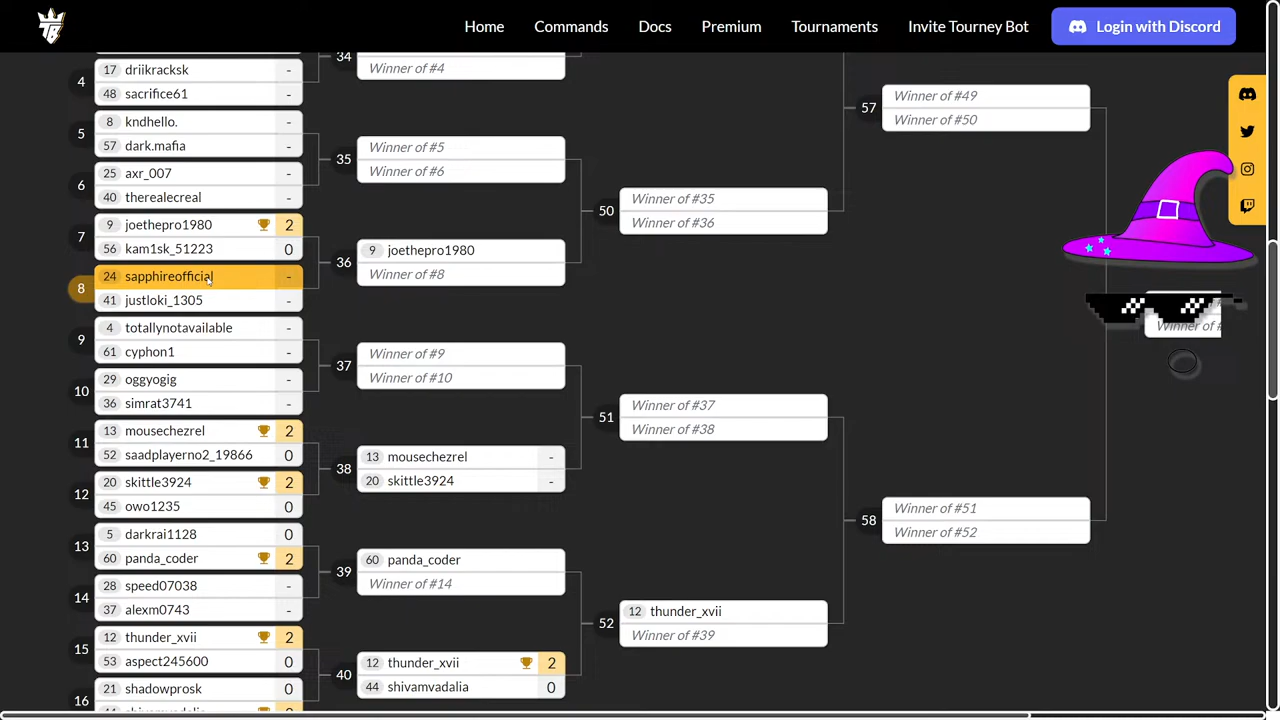 Home Commands Docs Premium Tournaments Invite Tourney Bot Login with Discord
4
17 driikracksk -
48 sacrifice61 -
5
8 kndhello. -
57 dark.mafia -
6
25 axr_007 -
40 therealecreal -
7
9 joethepro1980 2
56 kam1sk_51223 0
8
24 sapphireofficial -
41 justloki_1305 -
9
4 totallynotavailable -
61 cyphon1 -
10
29 oggyogig -
36 simrat3741 -
11
13 mousechezrel 2
52 saadplayerno2_19866 0
12
20 skittle3924 2
45 owo1235 0
13
5 darkrai1128 0
60 panda_coder 2
14
28 speed07038 -
37 alexm0743 -
15
12 thunder_xvii 2
53 aspect245600 0
16
21 shadowprosk 0
34
Winner of #4
35
Winner of #5
Winner of #6
36
9 joethepro1980
Winner of #8
37
Winner of #9
Winner of #10
38
13 mousechezrel -
20 skittle3924 -
39
60 panda_coder
Winner of #14
40
12 thunder_xvii 2
44 shivamvadalia 0
50
Winner of #35
Winner of #36
51
Winner of #37
Winner of #38
52
12 thunder_xvii
Winner of #39
57
Winner of #49
Winner of #50
58
Winner of #51
Winner of #52
Winner of #